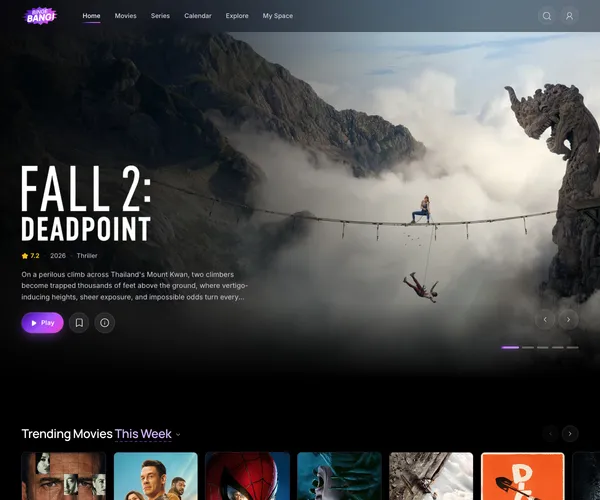 BINGE
BANG!
Home
Movies
Series
Calendar
Explore
My Space
FALL 2:
DEADPOINT
7.2
2026 · Thriller
On a perilous climb across Thailand's Mount Kwan, two climbers
become trapped thousands of feet above the ground, where vertigo-
inducing heights, sheer exposure, and impossible odds turn every...
Play
Trending Movies This Week